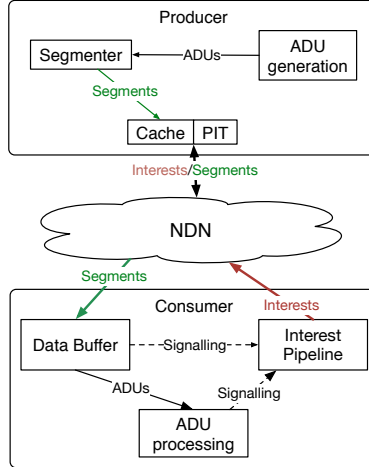 Producer
Segmenter
ADUs
ADU
generation
Segments
Cache PIT
Interests/Segments
NDN
Segments
Interests
Consumer
Data Buffer
Signalling
Interest
Pipeline
ADUs
Signalling
ADU
processing